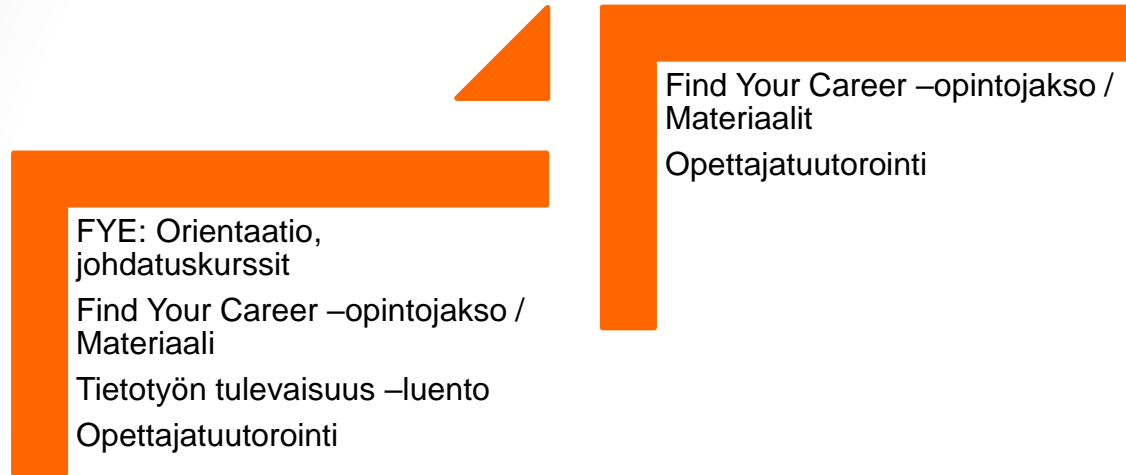 FYE: Orientaatio,
johdatuskurssit
Find Your Career –opintojakso /
Materiaali
Tietotyön tulevaisuus –luento
Opettajatuutorointi
Find Your Career –opintojakso /
Materiaalit
Opettajatuutorointi